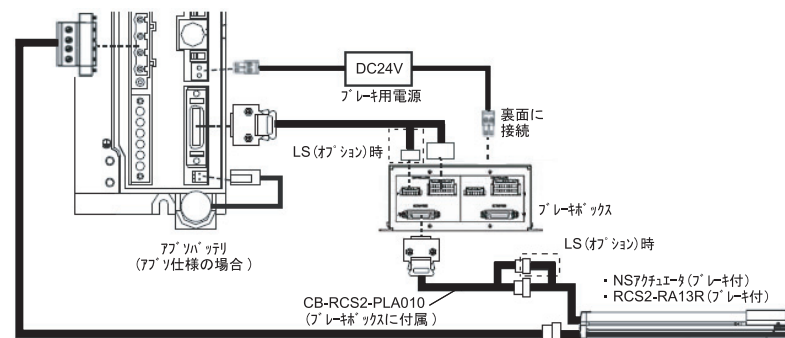 DC24V
ブレーキ用電源
裏面に
接続
LS(オプション)時
ブレーキボックス
アブソバッテリ
(アブソ仕様の場合)
LS(オプション)時
CB-RCS2-PLA010
(ブレーキボックスに付属)
・NSアクチュエータ(ブレーキ付)
・RCS2-RA13R(ブレーキ付)